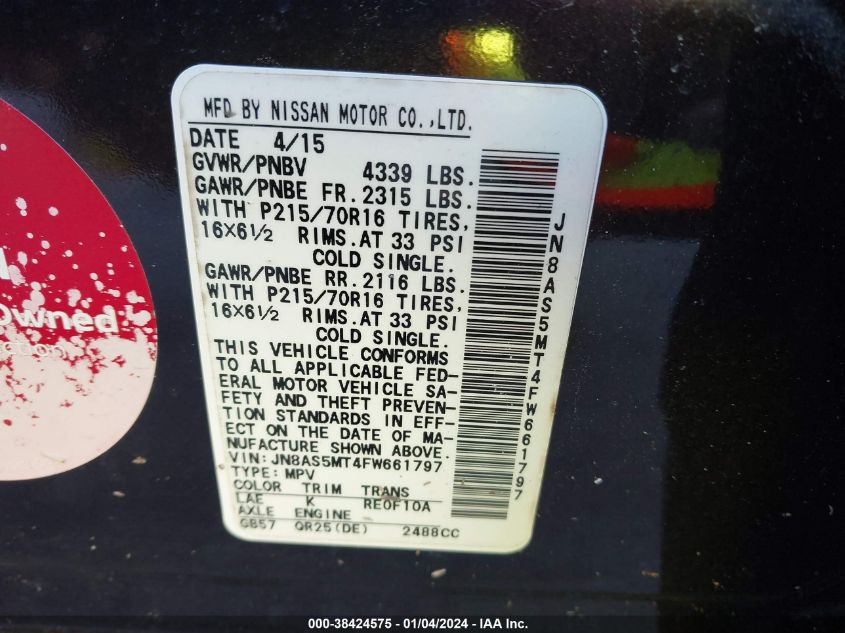 MFD BY NISSAN MOTOR CO.,LTD.
DATE 4/15
GVWR/PNBV 4339 LBS.
GAWR/PNBE FR.2315 LBS.
WITH P215/70R16 TIRES,
16×6½ RIMS.AT 33 PSI
COLD SINGLE.
GAWR/PNBE RR.2116 LBS.
WITH P215/70R16 TIRES,
16×6½ RIMS.AT 33 PSI
COLD SINGLE.
THIS VEHICLE CONFORMS
TO ALL APPLICABLE FED-
ERAL MOTOR VEHICLE SA-
FETY AND THEFT PREVEN-
TION STANDARDS IN EFF-
ECT ON THE DATE OF MA-
NUFACTURE SHOWN ABOVE.
VIN:JN8AS5MT4FW661797
TYPE:MPV
COLOR TRIM TRANS
LAE K RE0F10A
AXLE ENGINE
GB57 QR25(DE) 2488CC
JN8AS5MT4FW661797
Owned
000-38424575 - 01/04/2024 - IAA Inc.